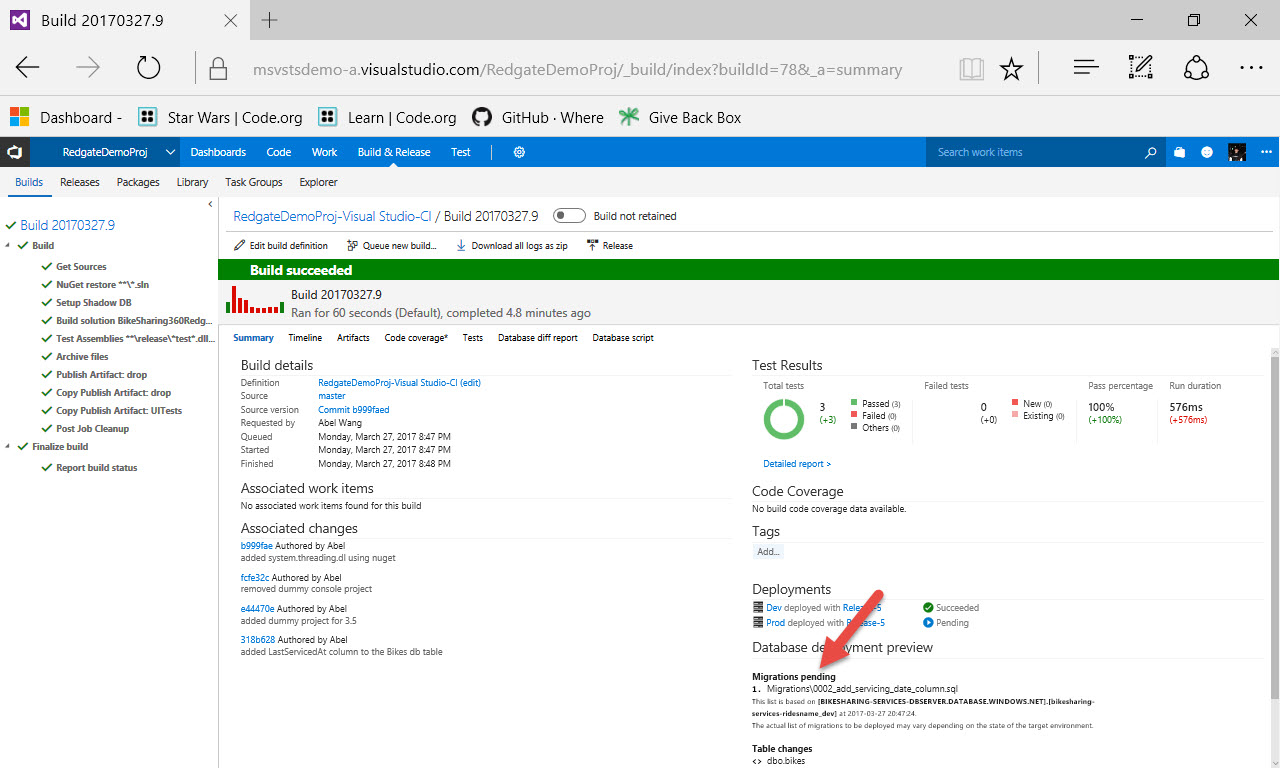 Build 20170327.9
msvstsdemo-a.visualstudio.com/RedgateDemoProj/_build/index?buildId=78&_a=summary
Dashboard - Star Wars | Code.org Learn | Code.org GitHub · Where Give Back Box
RedgateDemoProj Dashboards Code Work Build & Release Test Search work items
Builds Releases Packages Library Task Groups Explorer
Build 20170327.9
Build
Get Sources
NuGet restore **\*.sln
Setup Shadow DB
Build solution BikeSharing360Redg...
Test Assemblies **\release\*test*.dll...
Archive files
Publish Artifact: drop
Copy Publish Artifact: drop
Copy Publish Artifact: UITests
Post Job Cleanup
Finalize build
Report build status
RedgateDemoProj-Visual Studio-CI / Build 20170327.9 Build not retained
Edit build definition Queue new build... Download all logs as zip Release
Build succeeded
Build 20170327.9
Ran for 60 seconds (Default), completed 4.8 minutes ago
Summary Timeline Artifacts Code coverage* Tests Database diff report Database script
Build details
Definition RedgateDemoProj-Visual Studio-CI (edit)
Source master
Source version Commit b999faed
Requested by Abel Wang
Queued Monday, March 27, 2017 8:47 PM
Started Monday, March 27, 2017 8:47 PM
Finished Monday, March 27, 2017 8:48 PM
Associated work items
No associated work items found for this build
Associated changes
b999fae Authored by Abel
added system.threading.dl using nuget
fcfe32c Authored by Abel
removed dummy console project
e44470e Authored by Abel
added dummy project for 3.5
318b628 Authored by Abel
added LastServicedAt column to the Bikes db table
Test Results
Total tests Failed tests Pass percentage Run duration
3 (+3) Passed (3) Failed (0) Others (0)
0 (+0) New (0) Existing (0)
100% (+100%)
576ms (+576ms)
Detailed report >
Code Coverage
No build code coverage data available.
Tags
Add...
Deployments
Dev deployed with Release-5 Succeeded
Prod deployed with Release-5 Pending
Database deployment preview
Migrations pending
1. Migrations\0002_add_servicing_date_column.sql
This list is based on [BIKESHARING-SERVICES-DBSERVER.DATABASE.WINDOWS.NET].[bikesharing-
services-ridesname_dev] at 2017-03-27 20:47:24.
The actual list of migrations to be deployed may vary depending on the state of the target environment.
Table changes
<> dbo.bikes